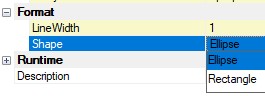 Format
LineWidth 1
Shape Ellipse
Runtime Ellipse
Description Rectangle